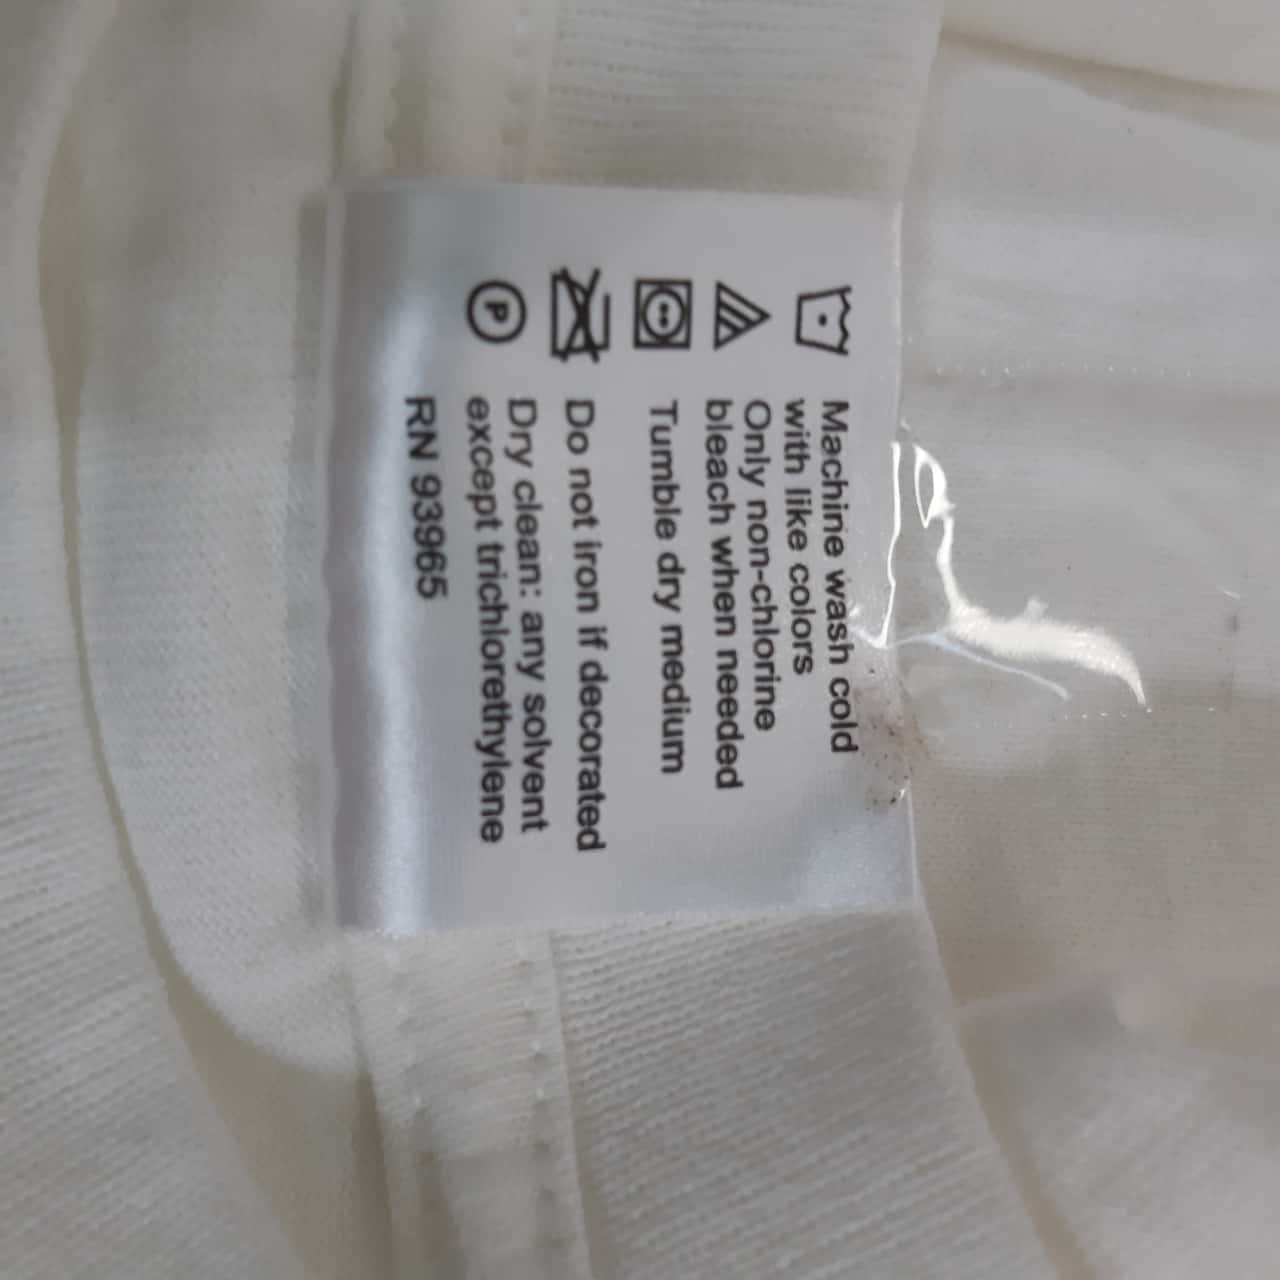 Machine wash cold
with like colors
Only non-chlorine
bleach when needed
Tumble dry medium
Do not iron if decorated
Dry clean: any solvent
except trichlorethylene
P
RN 93965